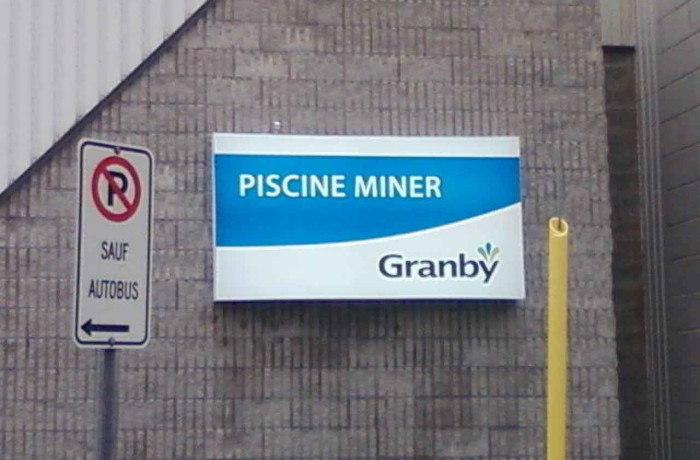 P
SAUF
AUTOBUS
PISCINE MINER
Granby